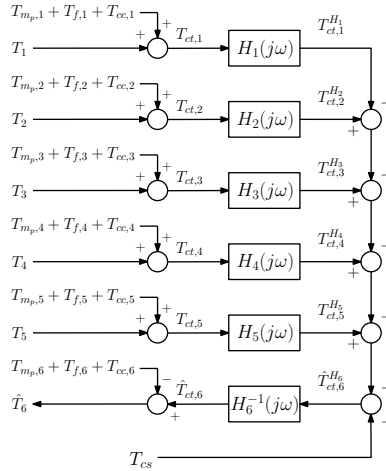 T_{m_p,1} + T_{f,1} + T_{cc,1}
+
T_1 + T_{ct,1} H_1(jω) T_{ct,1}^{H_1}
T_{m_p,2} + T_{f,2} + T_{cc,2}
+ −
T_2 + T_{ct,2} H_2(jω) T_{ct,2}^{H_2} +
T_{m_p,3} + T_{f,3} + T_{cc,3}
+ −
T_3 + T_{ct,3} H_3(jω) T_{ct,3}^{H_3} +
T_{m_p,4} + T_{f,4} + T_{cc,4}
+ −
T_4 + T_{ct,4} H_4(jω) T_{ct,4}^{H_4} +
T_{m_p,5} + T_{f,5} + T_{cc,5}
+ −
T_5 + T_{ct,5} H_5(jω) T_{ct,5}^{H_5} +
T_{m_p,6} + T_{f,6} + T_{cc,6}
− −
\hat{T}_6 + \hat{T}_{ct,6} H_6^{-1}(jω) \hat{T}_{ct,6}^{H_6} −
T_{cs}